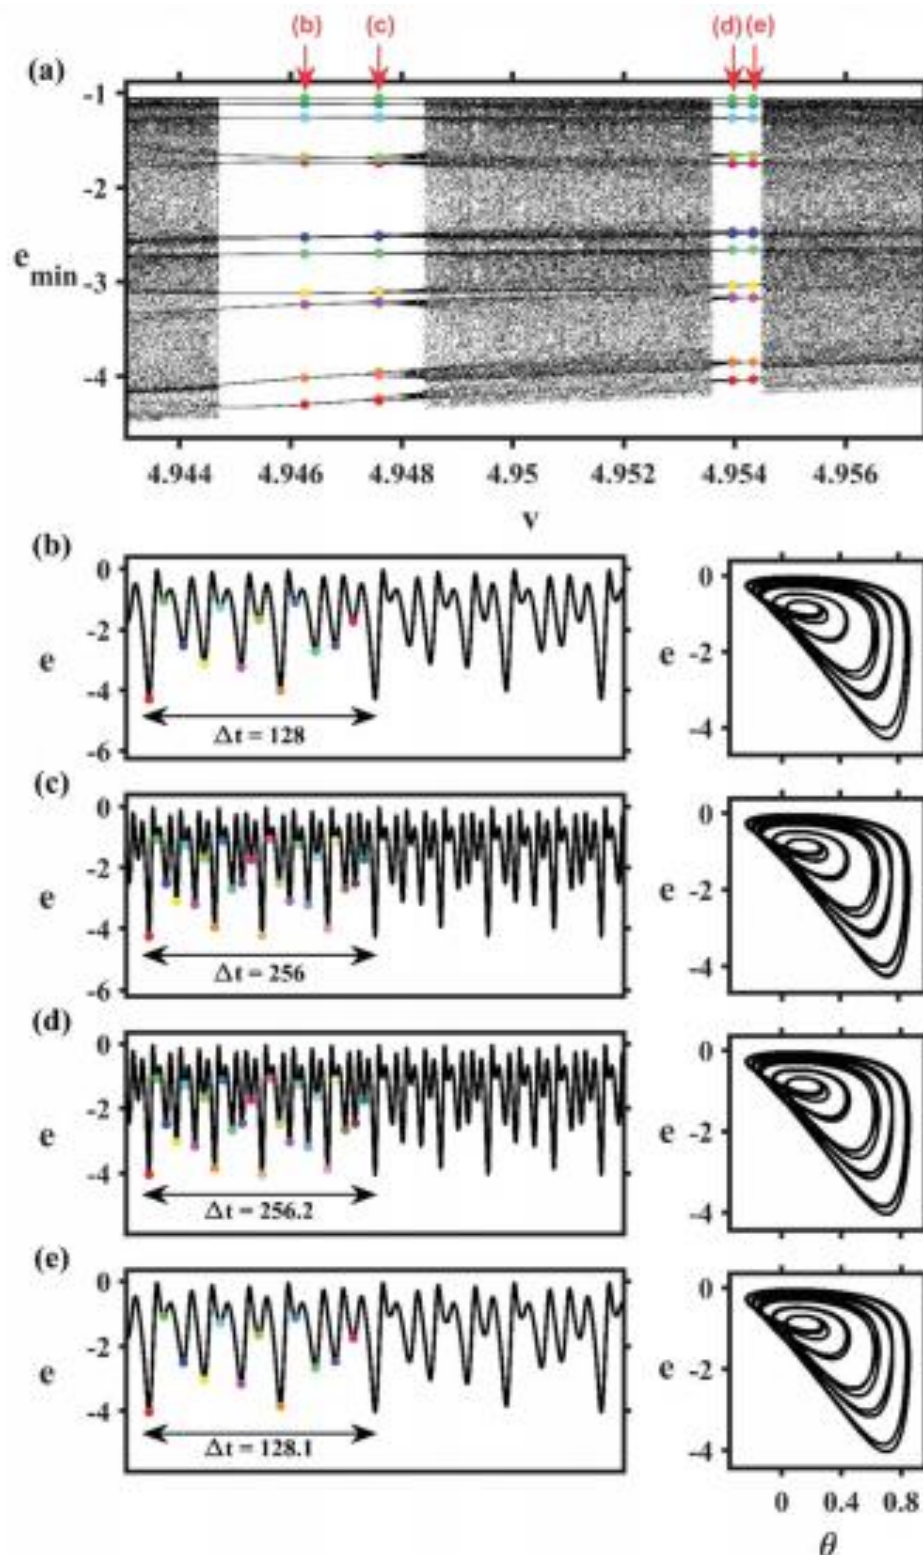 (b) (c) (d) (e)
(a)
-1
-2
e min
-3
-4
4.944 4.946 4.948 4.95 4.952 4.954 4.956
v
(b)
0 0
-2
e e -2
-4
Δt = 128 -4
-6
(c)
0 0
-2
e e -2
-4
Δt = 256 -4
-6
(d)
0 0
-2
e e -2
-4
Δt = 256.2 -4
(e)
0 0
-2
e e -2
-4
Δt = 128.1 -4
0 0.4 0.8
θ